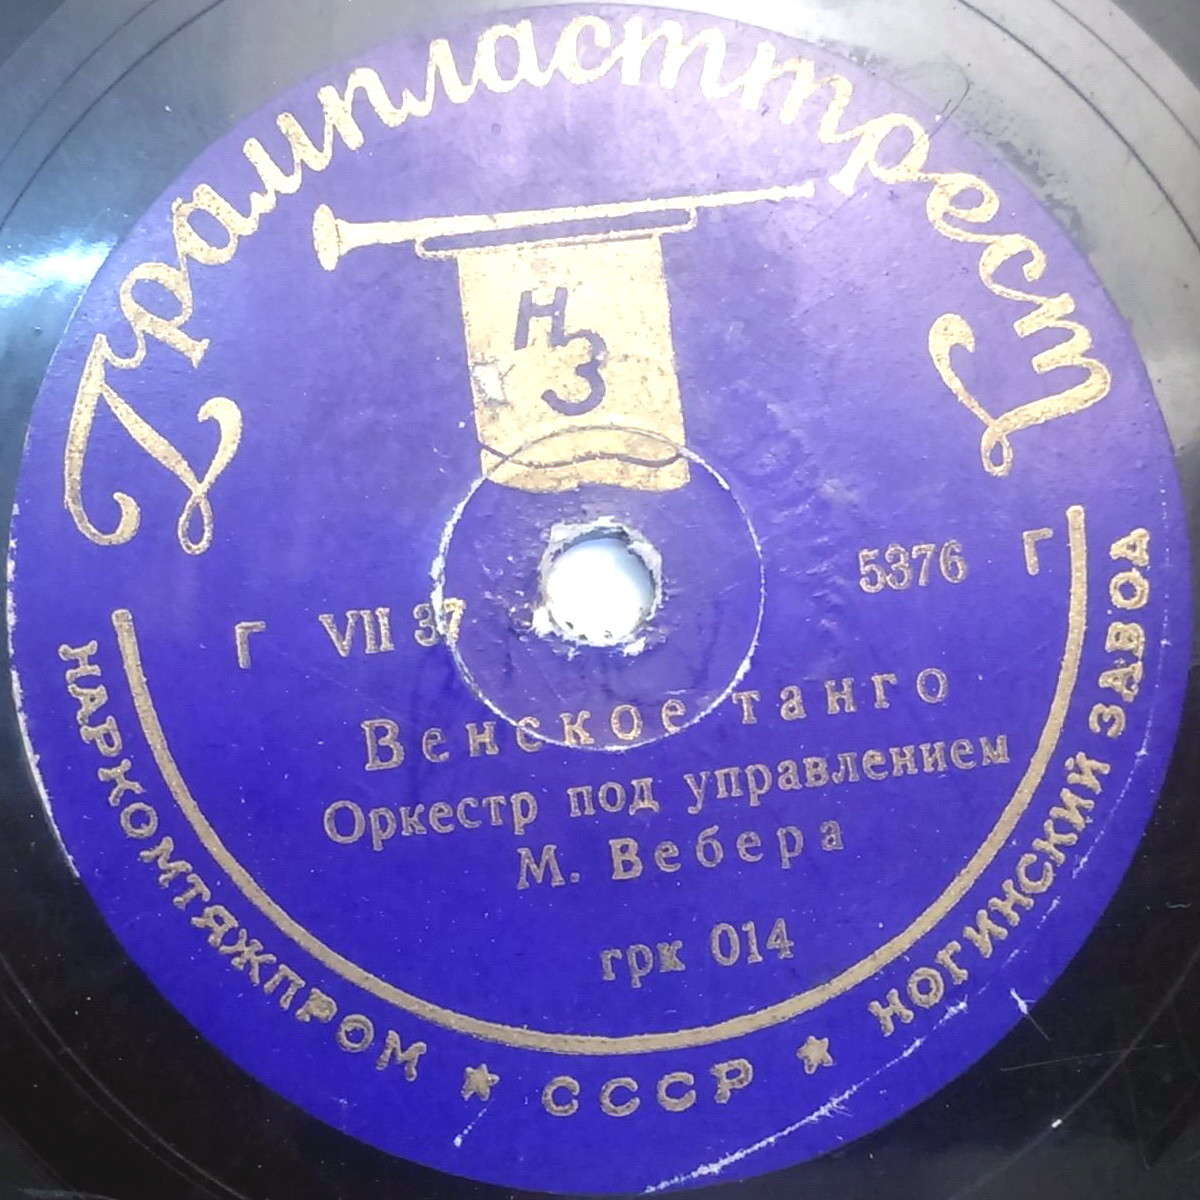 Грампласттрест
НЗ
Г VII 37 5376 Г
Венское танго
Оркестр под управлением
М. Вебера
грк 014
НАРКОМТЯЖПРОМ ★ СССР ★ НОГИНСКИЙ ЗАВОД